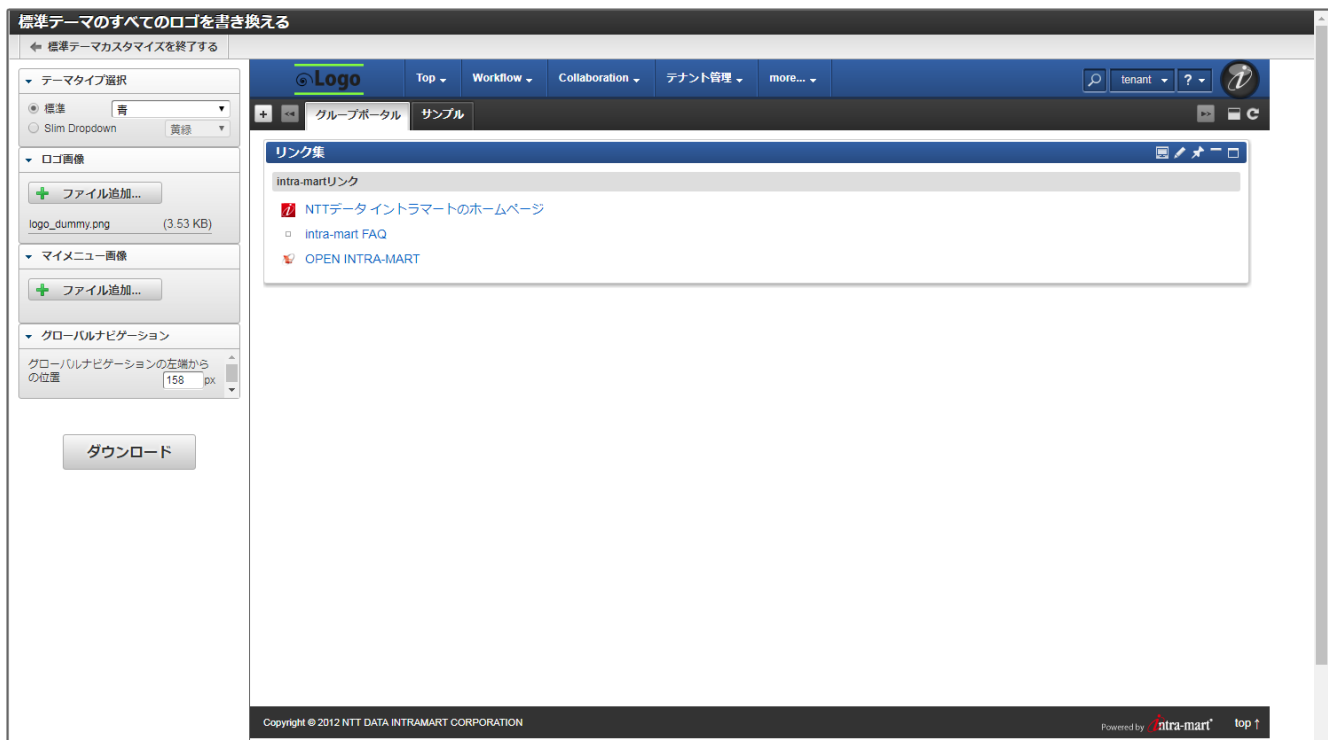 標準テーマのすべてのロゴを書き換える
標準テーマカスタマイズを終了する
テーマタイプ選択
標準 青
Slim Dropdown 黄緑
ロゴ画像
ファイル追加...
logo_dummy.png (3.53 KB)
マイメニュー画像
ファイル追加...
グローバルナビゲーション
グローバルナビゲーションの左端から
の位置 158 px
ダウンロード
Logo Top Workflow Collaboration テナント管理 more... tenant ?
グループポータル サンプル
リンク集
intra-martリンク
NTTデータ イントラマートのホームページ
intra-mart FAQ
OPEN INTRA-MART
Copyright © 2012 NTT DATA INTRAMART CORPORATION
Powered by intra-mart top ↑